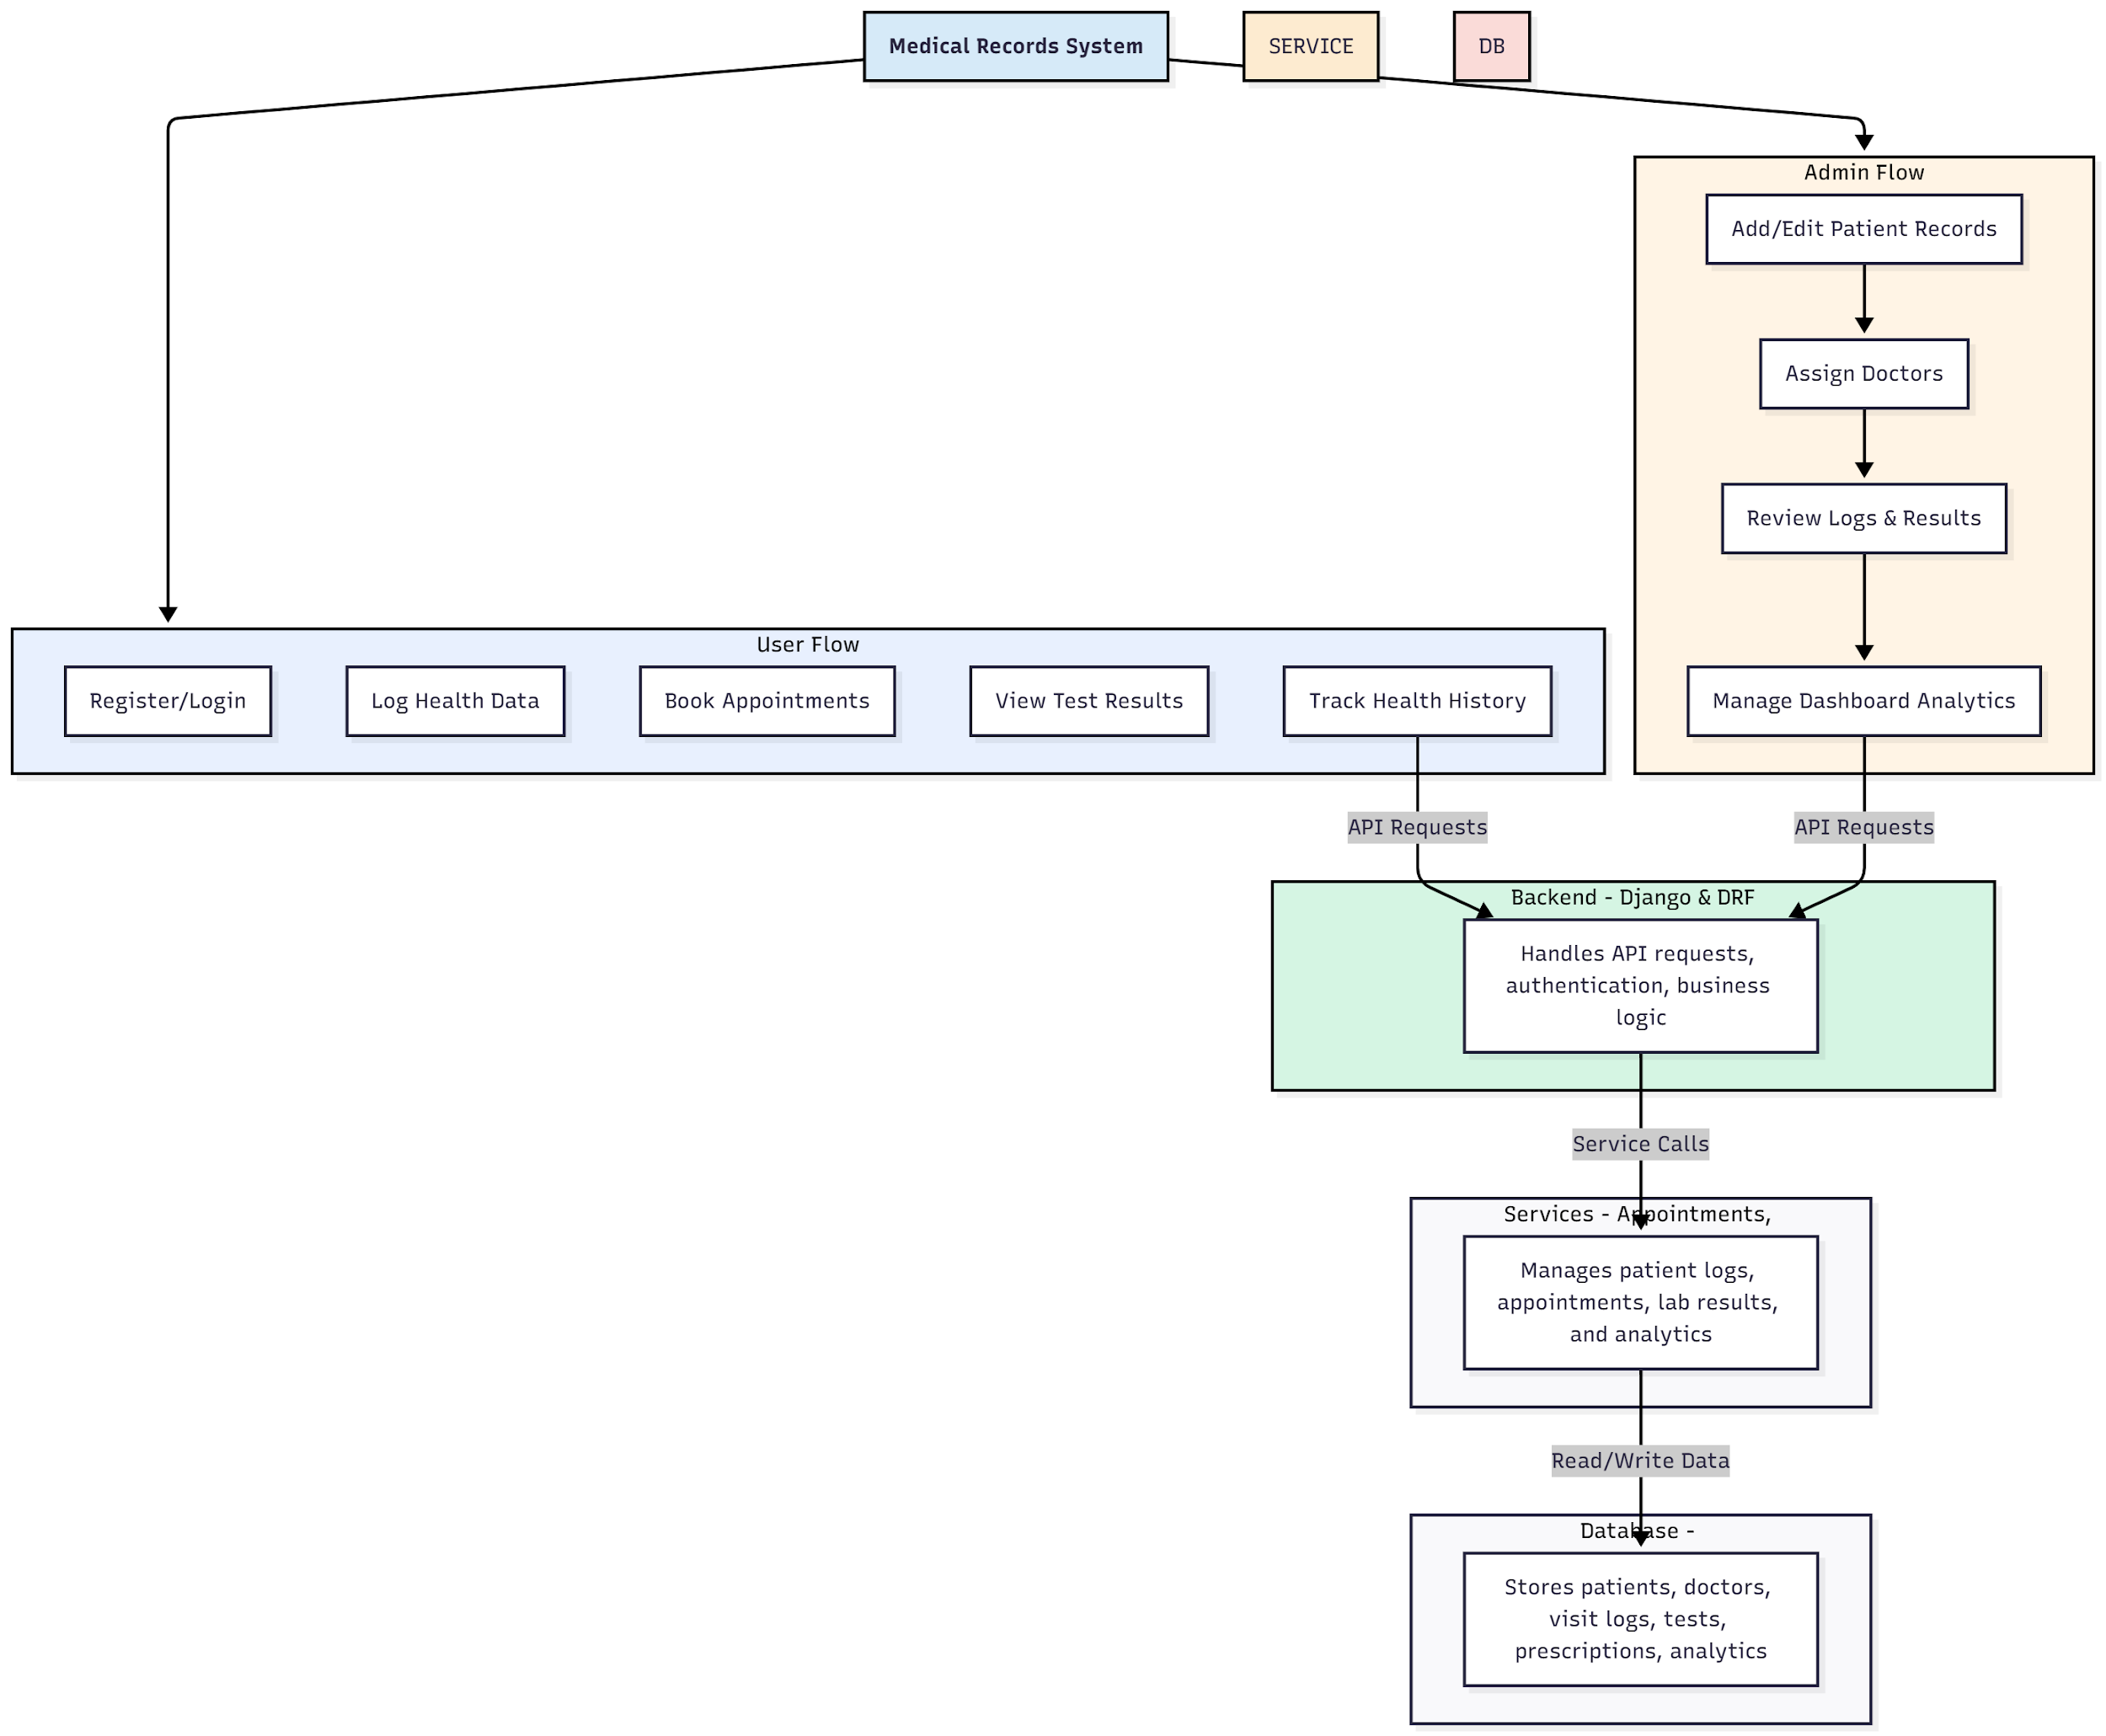 Medical Records System
SERVICE
DB
Admin Flow
Add/Edit Patient Records
Assign Doctors
Review Logs & Results
Manage Dashboard Analytics
User Flow
Register/Login
Log Health Data
Book Appointments
View Test Results
Track Health History
API Requests
API Requests
Backend - Django & DRF
Handles API requests,
authentication, business
logic
Service Calls
Services - Appointments,
Manages patient logs,
appointments, lab results,
and analytics
Read/Write Data
Database -
Stores patients, doctors,
visit logs, tests,
prescriptions, analytics